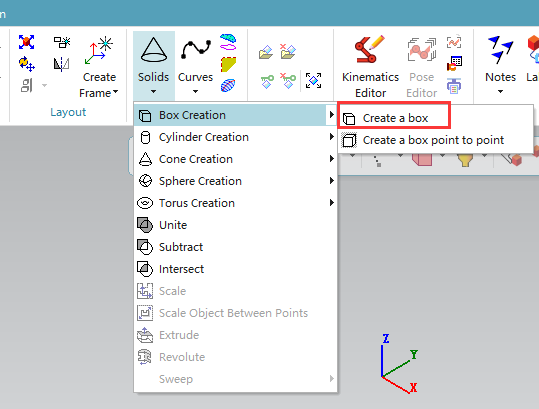 n
Create
Frame
Layout
Solids
Curves
Kinematics
Editor
Pose
Editor
Notes
La
Box Creation
Cylinder Creation
Cone Creation
Sphere Creation
Torus Creation
Unite
Subtract
Intersect
Scale
Scale Object Between Points
Extrude
Revolute
Sweep
Create a box
Create a box point to point
Z
Y
X